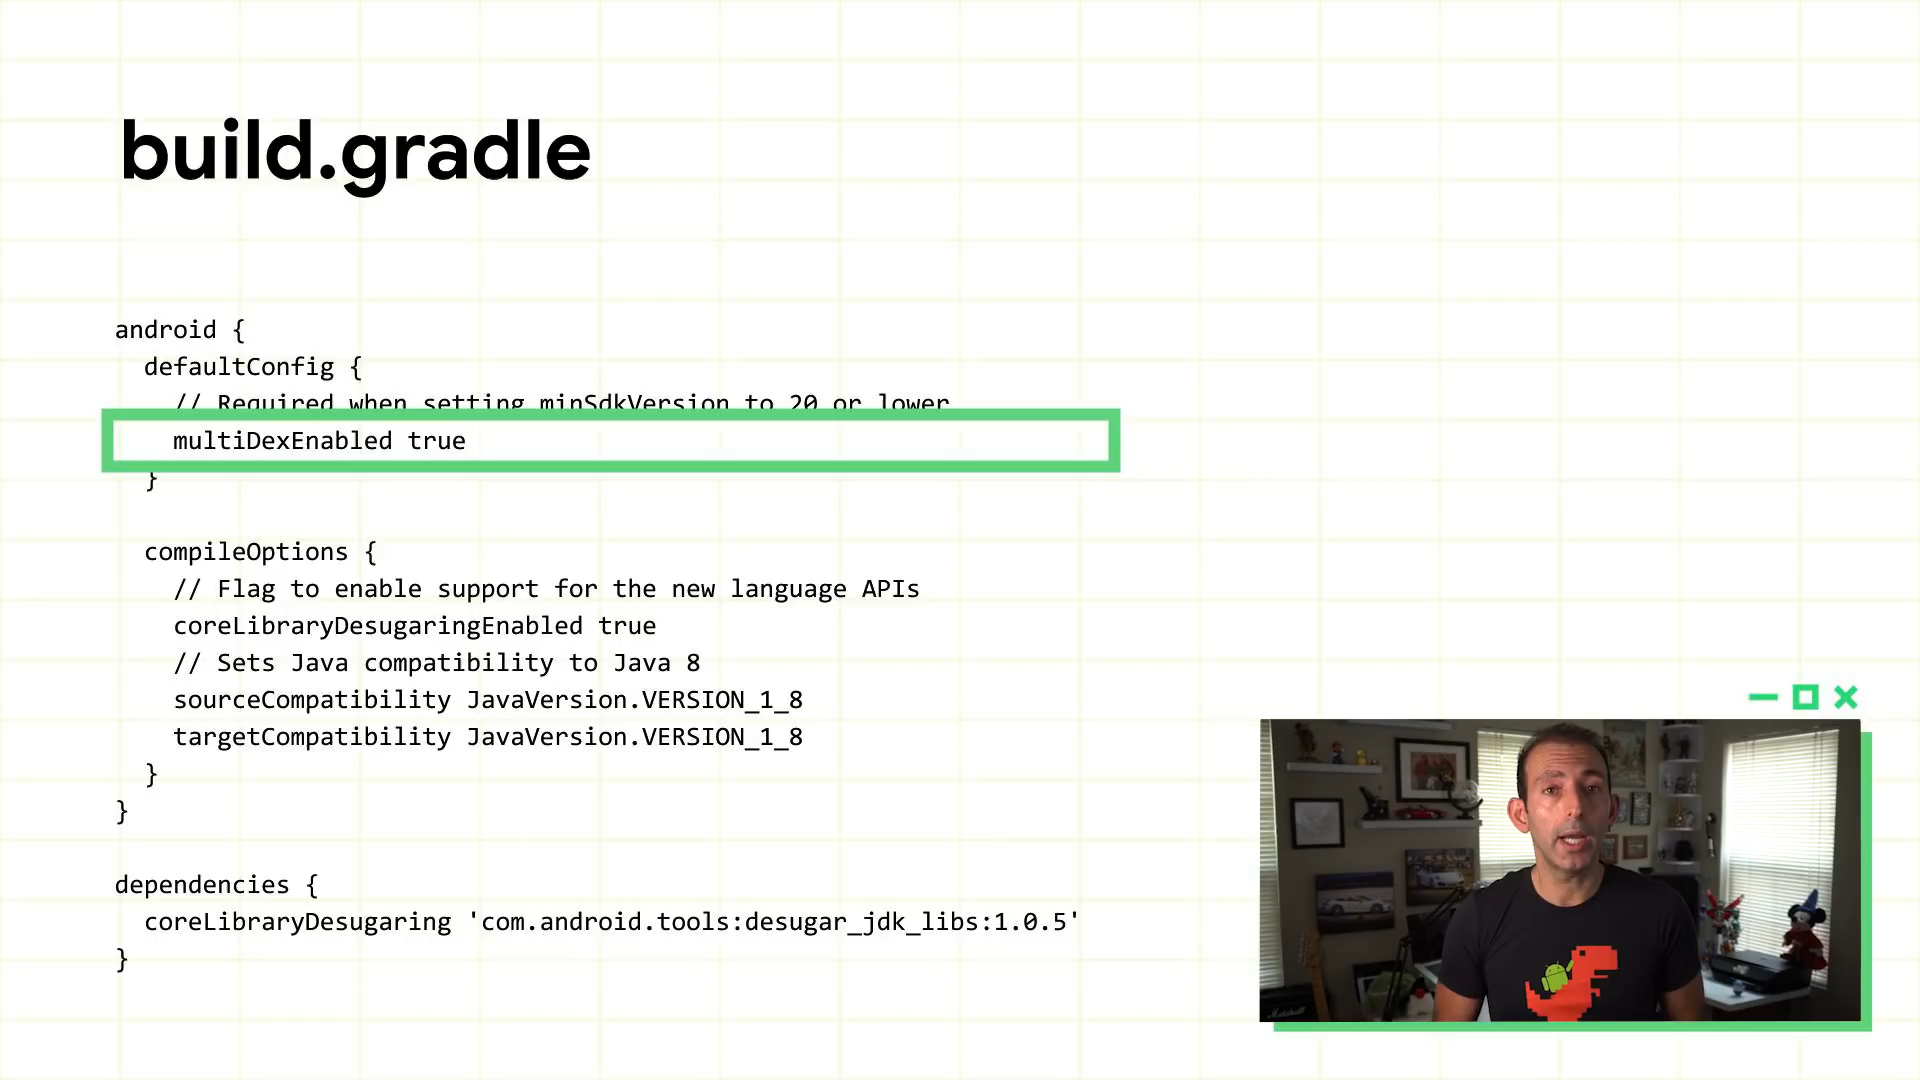 build.gradle
android {
defaultConfig {
// Required when setting minSdkVersion to 20 or lower
multiDexEnabled true
}
compileOptions {
// Flag to enable support for the new language APIs
coreLibraryDesugaringEnabled true
// Sets Java compatibility to Java 8
sourceCompatibility JavaVersion.VERSION_1_8
targetCompatibility JavaVersion.VERSION_1_8
}
}
dependencies {
coreLibraryDesugaring 'com.android.tools:desugar_jdk_libs:1.0.5'
}
Marshall